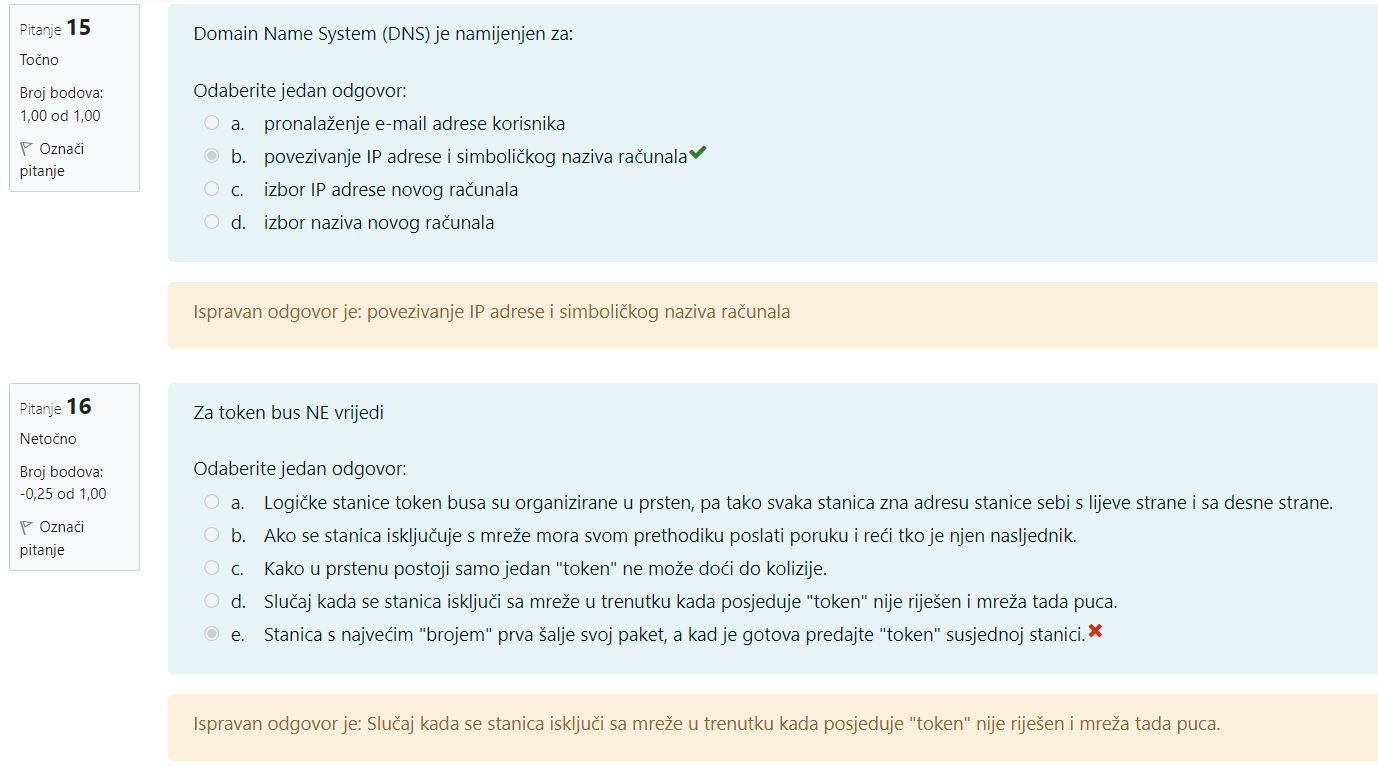 Pitanje 15
Točno
Broj bodova:
1,00 od 1,00
Označi
pitanje
Domain Name System (DNS) je namijenjen za:
Odaberite jedan odgovor:
a. pronalaženje e-mail adrese korisnika
b. povezivanje IP adrese i simboličkog naziva računala
c. izbor IP adrese novog računala
d. izbor naziva novog računala
Ispravan odgovor je: povezivanje IP adrese i simboličkog naziva računala
Pitanje 16
Netočno
Broj bodova:
-0,25 od 1,00
Označi
pitanje
Za token bus NE vrijedi
Odaberite jedan odgovor:
a. Logičke stanice token busa su organizirane u prsten, pa tako svaka stanica zna adresu stanice sebi s lijeve strane i sa desne strane.
b. Ako se stanica isključuje s mreže mora svom prethodiku poslati poruku i reći tko je njen nasljednik.
c. Kako u prstenu postoji samo jedan "token" ne može doći do kolizije.
d. Slučaj kada se stanica isključi sa mreže u trenutku kada posjeduje "token" nije riješen i mreža tada puca.
e. Stanica s najvećim "brojem" prva šalje svoj paket, a kad je gotova predajte "token" susjednoj stanici.
Ispravan odgovor je: Slučaj kada se stanica isključi sa mreže u trenutku kada posjeduje "token" nije riješen i mreža tada puca.